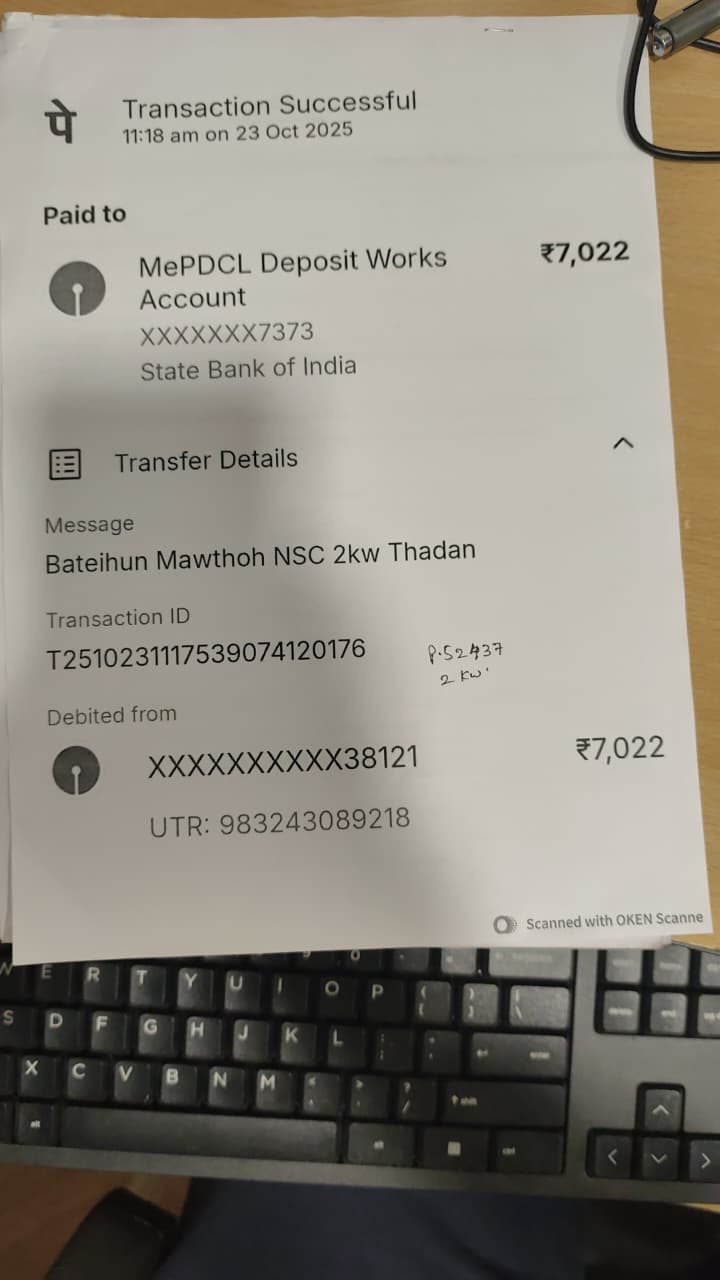 पे
Transaction Successful
11:18 am on 23 Oct 2025
Paid to
MePDCL Deposit Works
Account
₹7,022
XXXXXXX7373
State Bank of India
Transfer Details
Message
Bateihun Mawthoh NSC 2kw Thadan
Transaction ID
T2510231117539074120176
P.52437
2 KW.
Debited from
XXXXXXXXXX38121
₹7,022
UTR: 983243089218
Scanned with OKEN Scanne
E R T Y U I O P
S D F G H J K L
X C V B N M